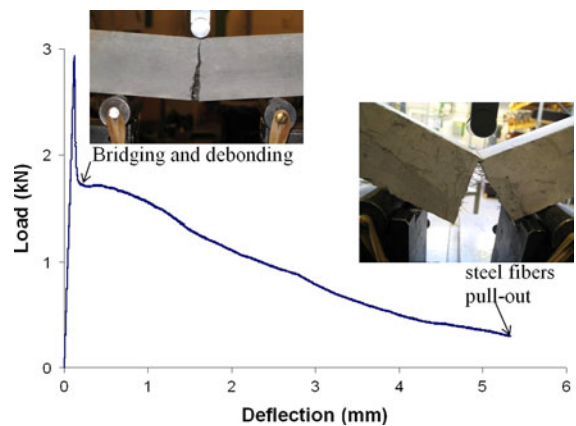 3
Bridging and debonding
2
Load (kN)
1
steel fibers
pull-out
0
0 1 2 3 4 5 6
Deflection (mm)